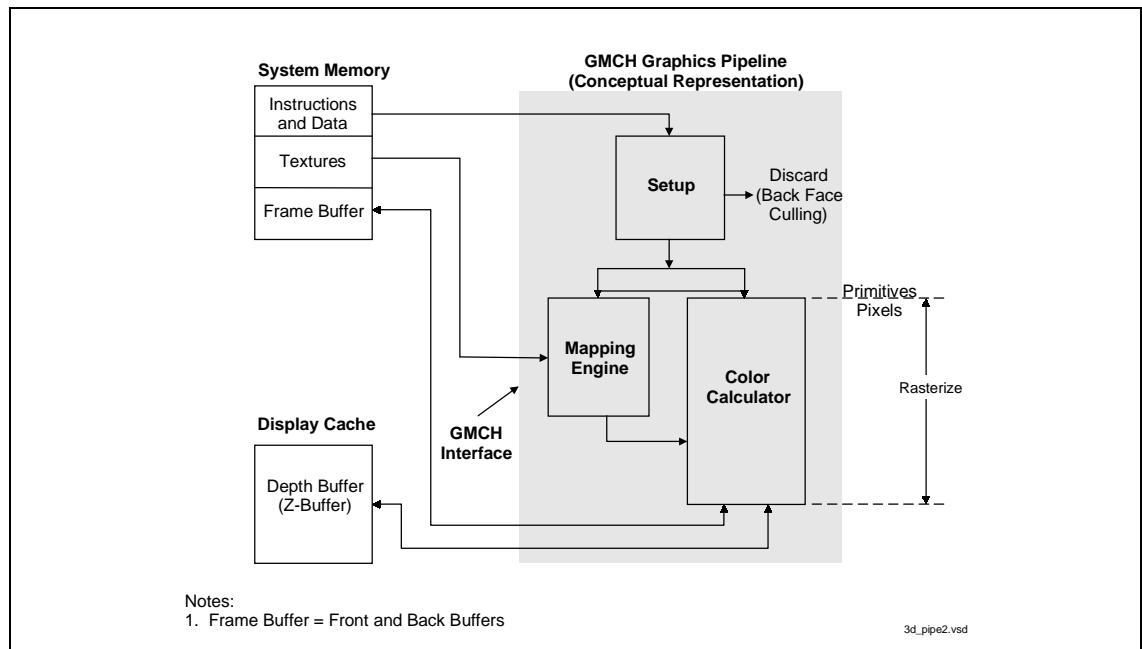 GMCH Graphics Pipeline
(Conceptual Representation)
System Memory
Instructions
and Data
Textures
Frame Buffer
Setup
Discard
(Back Face
Culling)
Primitives
Pixels
Mapping
Engine
Color
Calculator
Rasterize
GMCH
Interface
Display Cache
Depth Buffer
(Z-Buffer)
Notes:
1. Frame Buffer = Front and Back Buffers
3d_pipe2.vsd